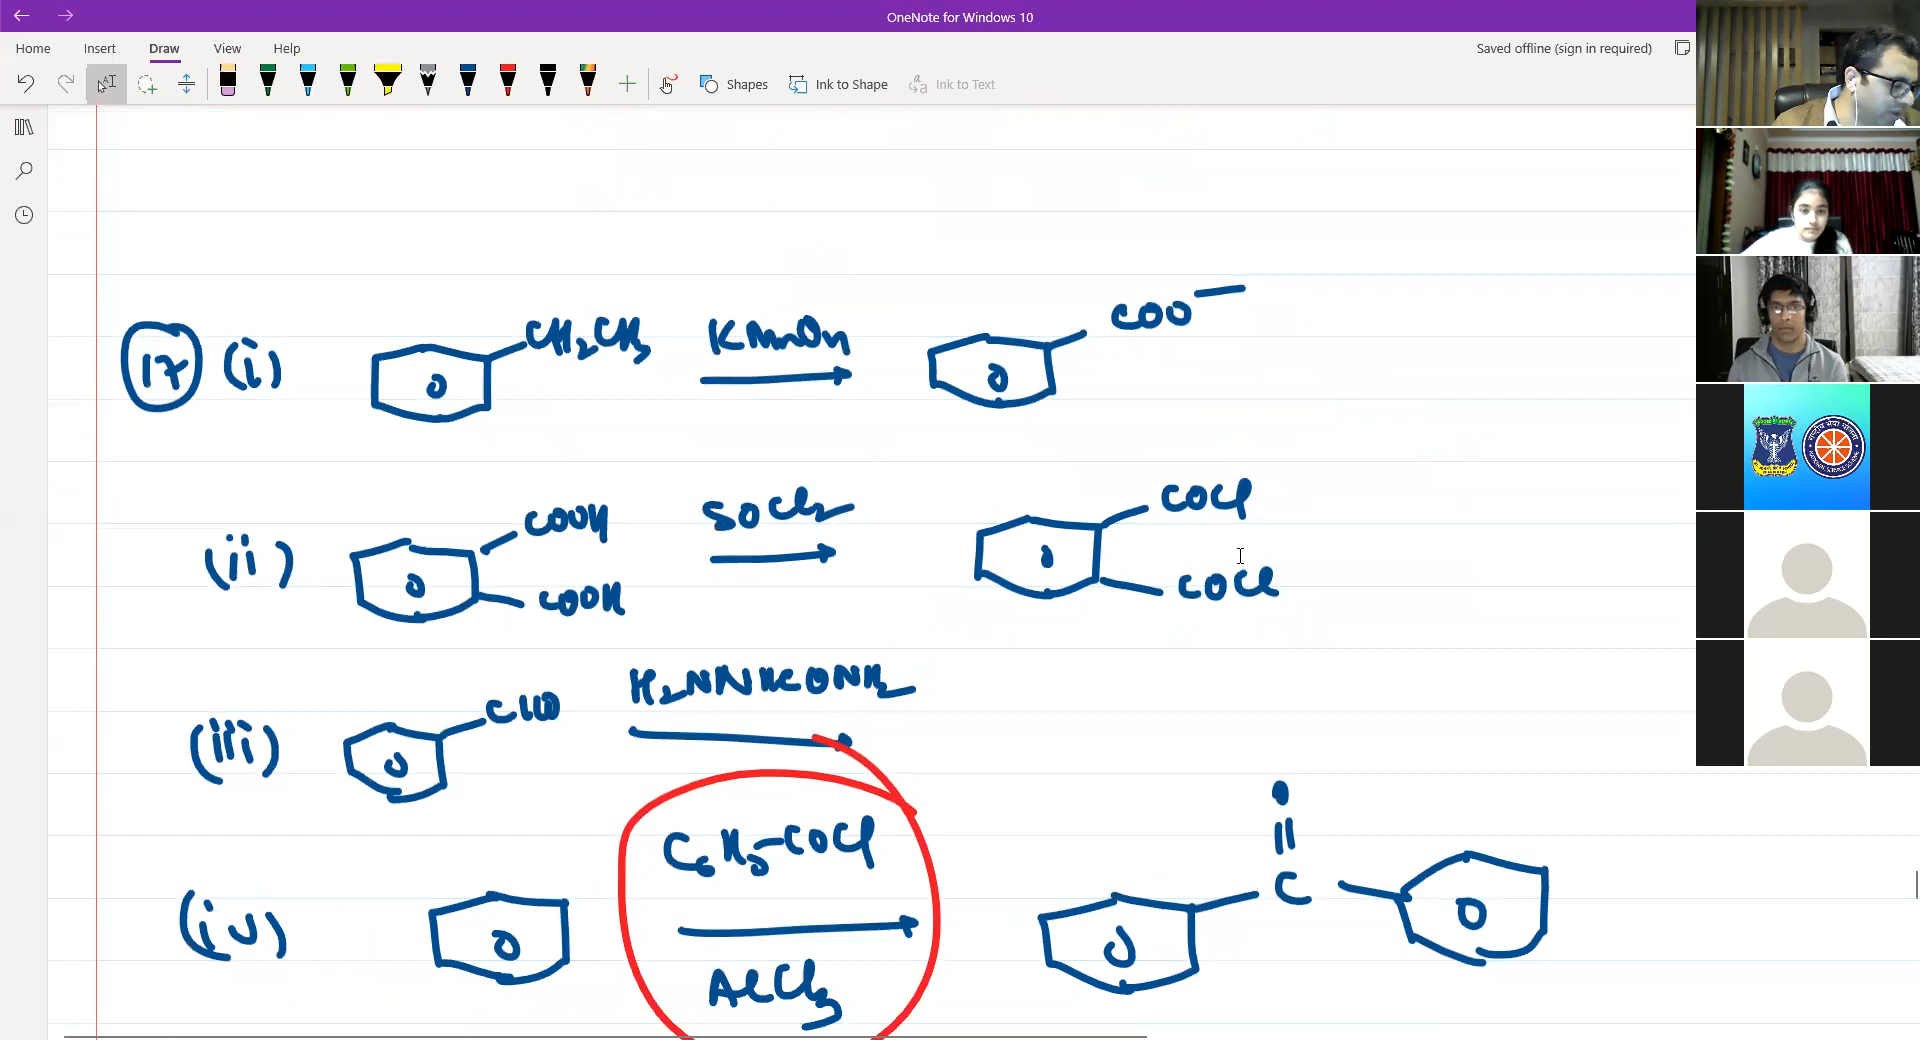 OneNote for Windows 10
Home Insert Draw View Help
Saved offline (sign in required)
Shapes Ink to Shape Ink to Text
17 (i) CH₂CH₃ KMnO₄ COO⁻
(ii) COOH COOH SOCl₂ COCl COCl
(iii) CHO H₂NNHCONH₂
(iv) C₆H₅-COCl AlCl₃ C